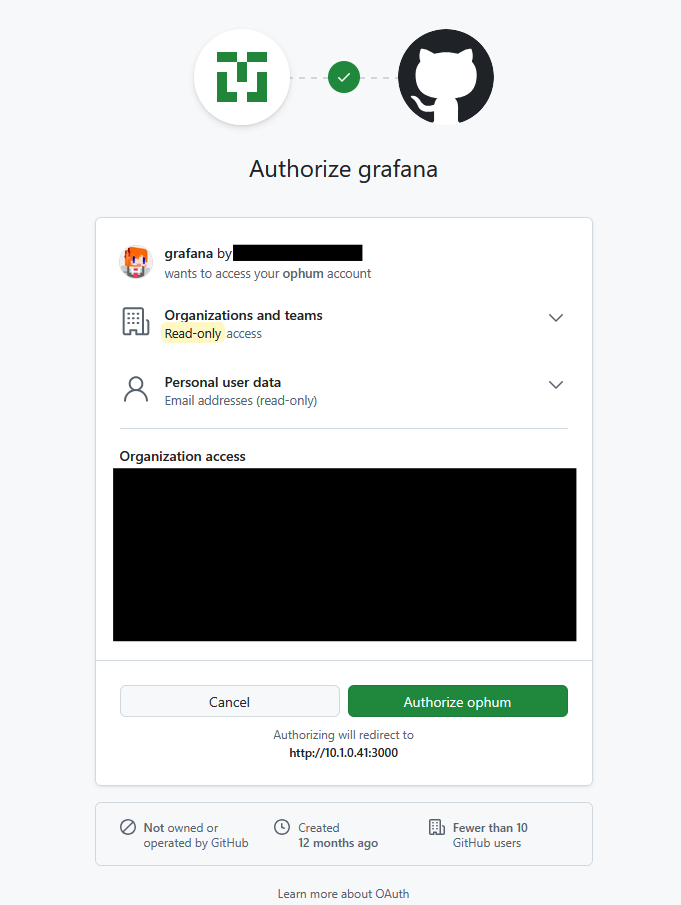 Authorize grafana
grafana by
wants to access your ophum account
Organizations and teams
Read-only access
Personal user data
Email addresses (read-only)
Organization access
Cancel
Authorize ophum
Authorizing will redirect to
http://10.1.0.41:3000
Not owned or
operated by GitHub
Created
12 months ago
Fewer than 10
GitHub users
Learn more about OAuth